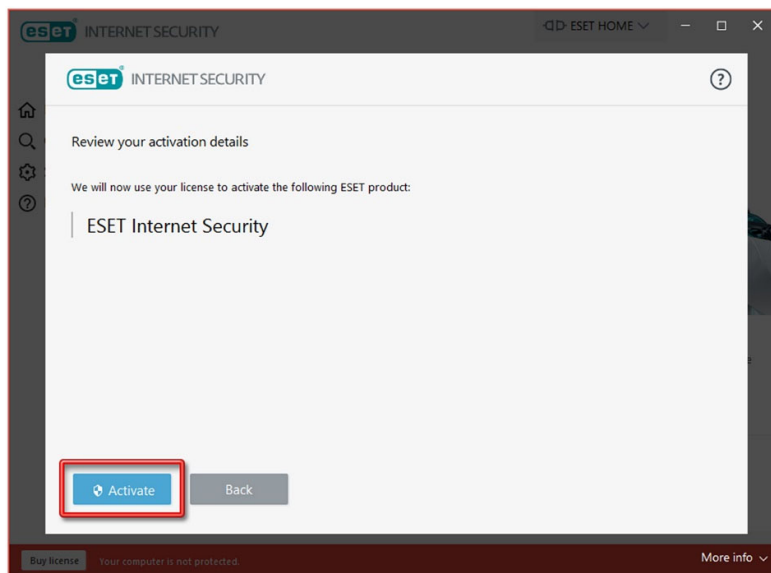 eset INTERNET SECURITY
ESET HOME
eset INTERNET SECURITY
Review your activation details
We will now use your license to activate the following ESET product:
ESET Internet Security
Activate
Back
Buy license
Your computer is not protected.
More info